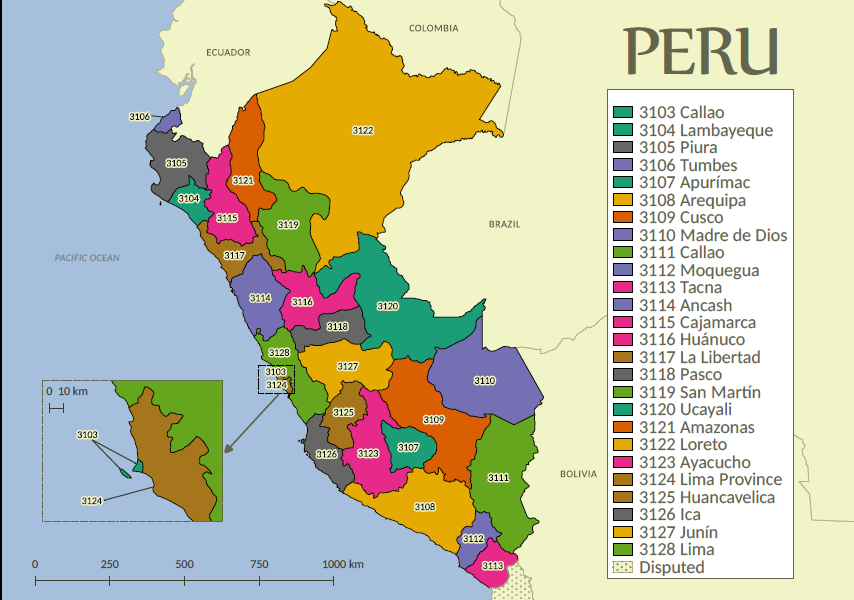 COLOMBIA
PERU
ECUADOR
3106
3122
3105
3121
3104
3115
3119
BRAZIL
3117
PACIFIC OCEAN
3114
3116
3120
3118
3128
3127
3103
3124
3110
0 10 km
3125
3109
3103
3107
3126
3123
BOLIVIA
3111
3124
3108
3112
3113
0 250 500 750 1000 km
3103 Callao
3104 Lambayeque
3105 Piura
3106 Tumbes
3107 Apurímac
3108 Arequipa
3109 Cusco
3110 Madre de Dios
3111 Callao
3112 Moquegua
3113 Tacna
3114 Ancash
3115 Cajamarca
3116 Huánuco
3117 La Libertad
3118 Pasco
3119 San Martín
3120 Ucayali
3121 Amazonas
3122 Loreto
3123 Ayacucho
3124 Lima Province
3125 Huancavelica
3126 Ica
3127 Junín
3128 Lima
Disputed